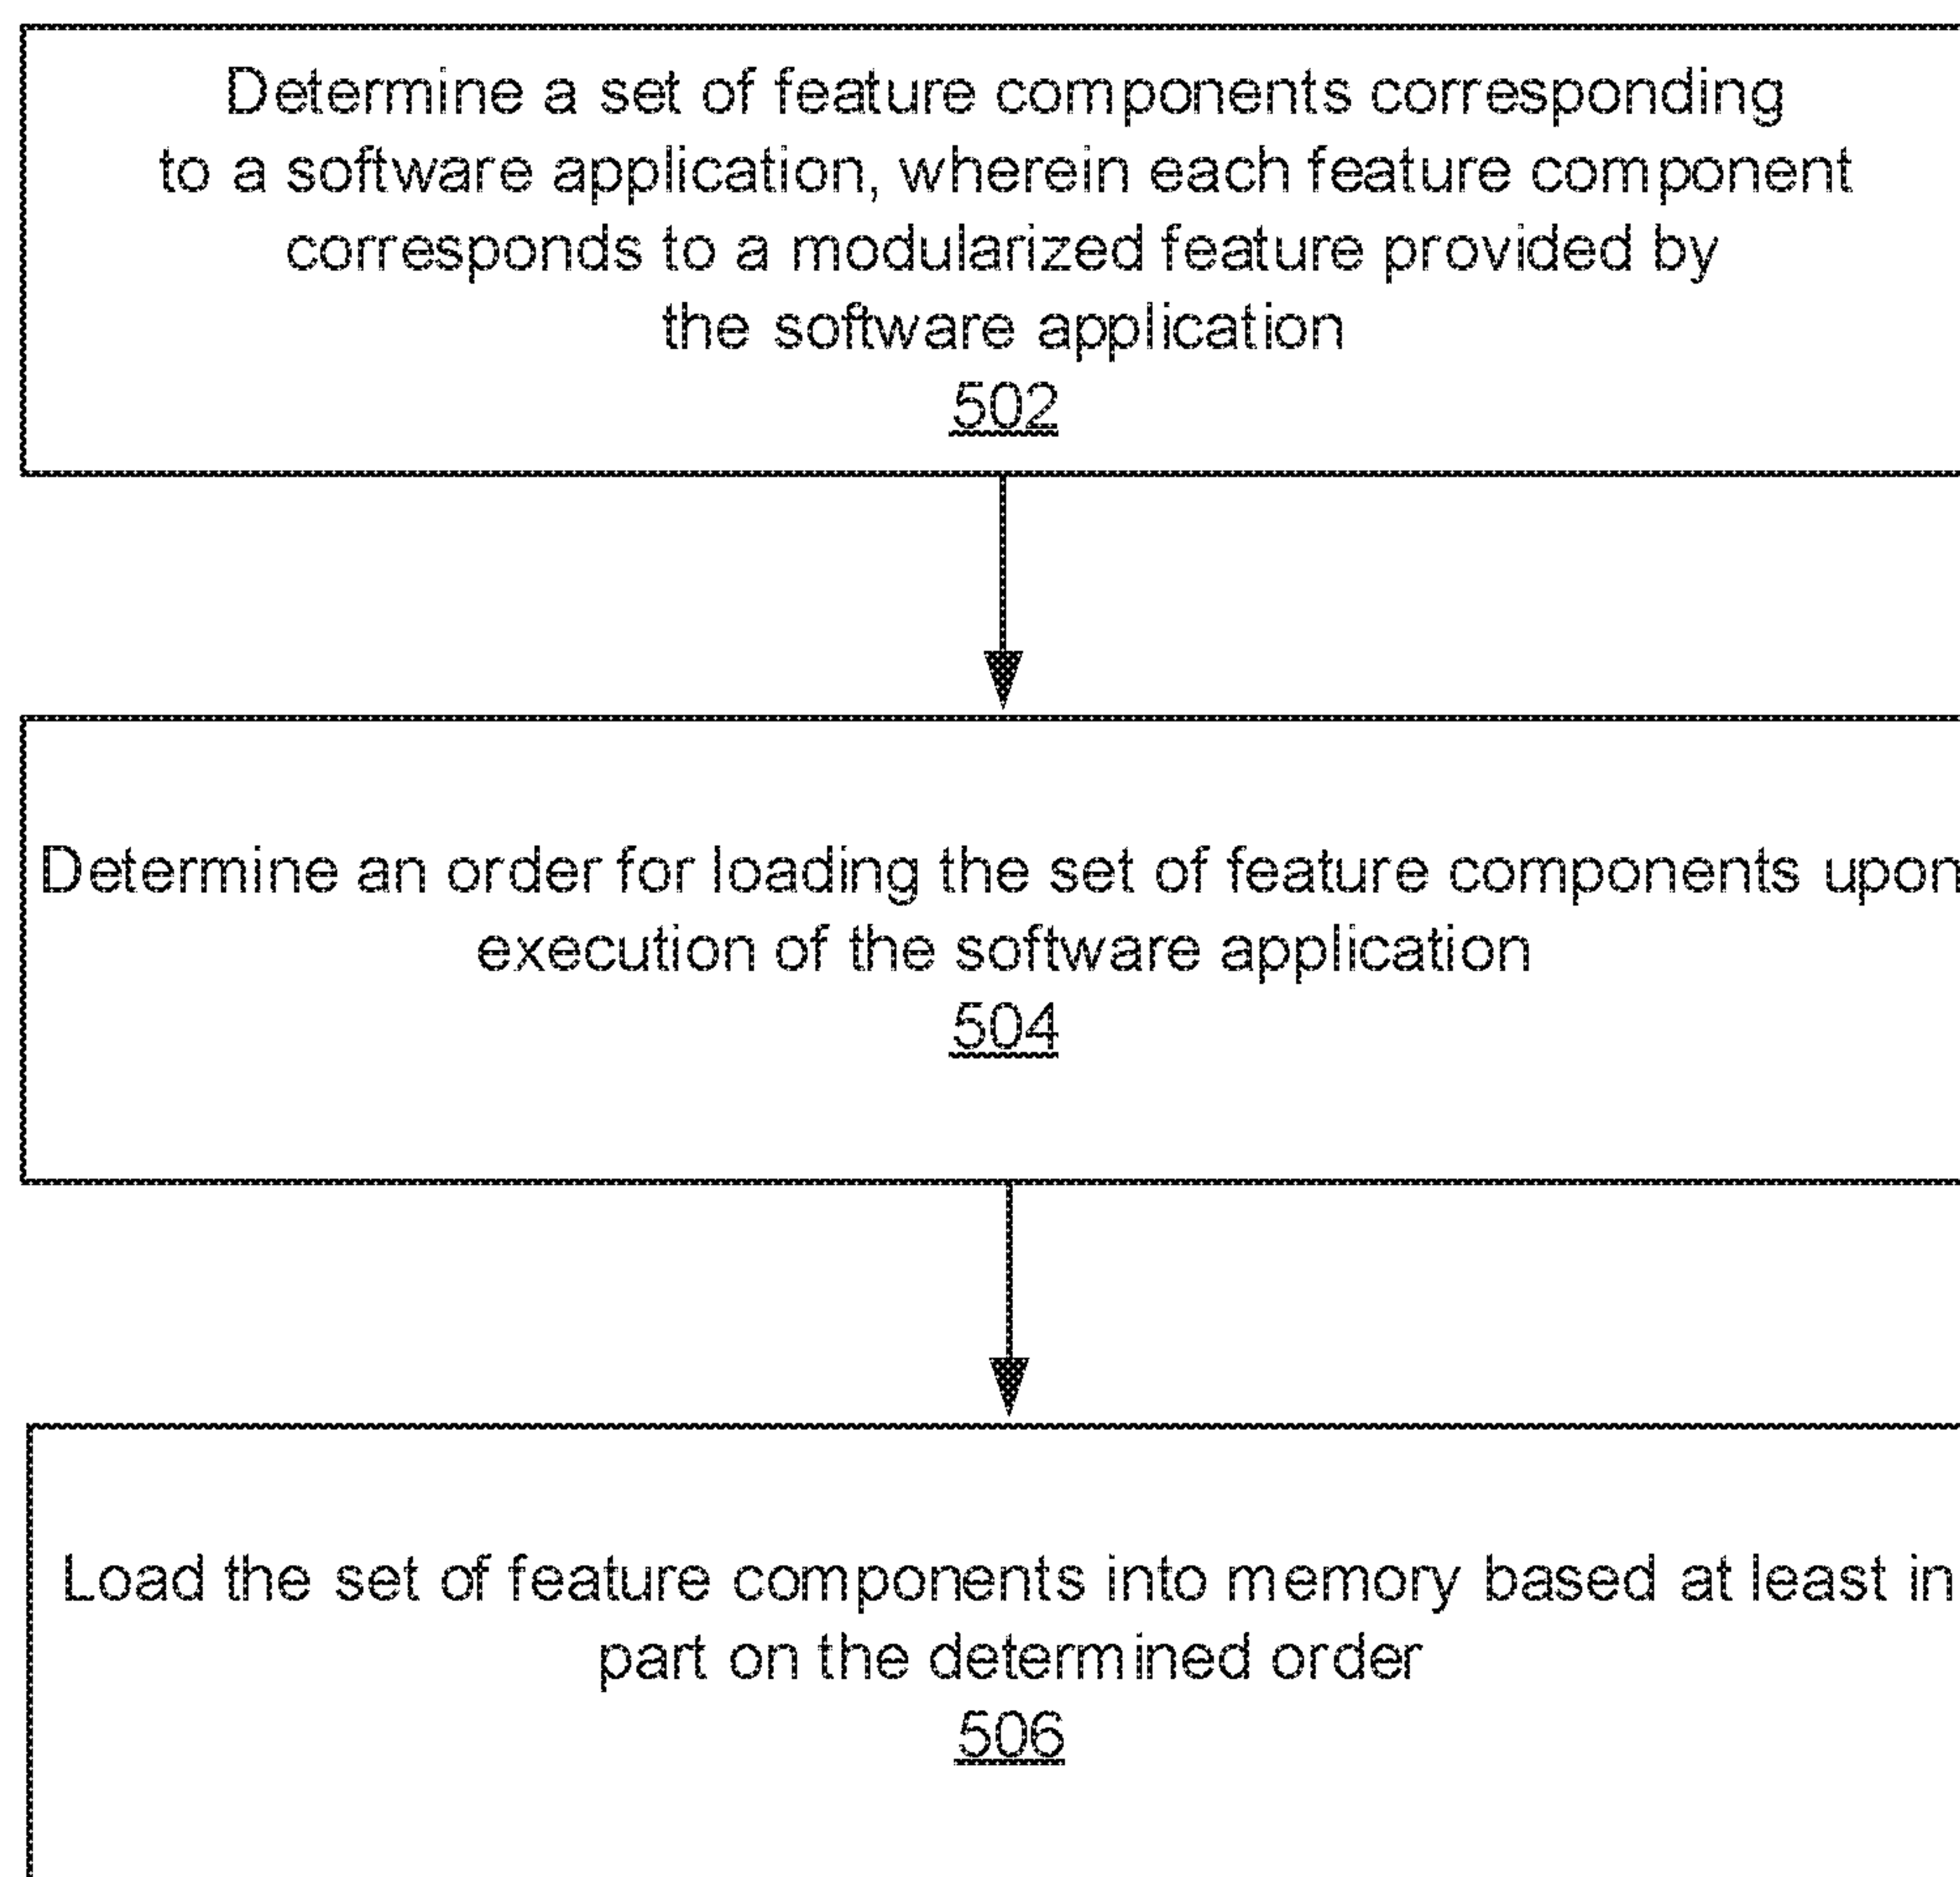 Determine a set of feature components corresponding
to a software application, wherein each feature component
corresponds to a modularized feature provided by
the software application
502
Determine an order for loading the set of feature components upon
execution of the software application
504
Load the set of feature components into memory based at least in
part on the determined order
506